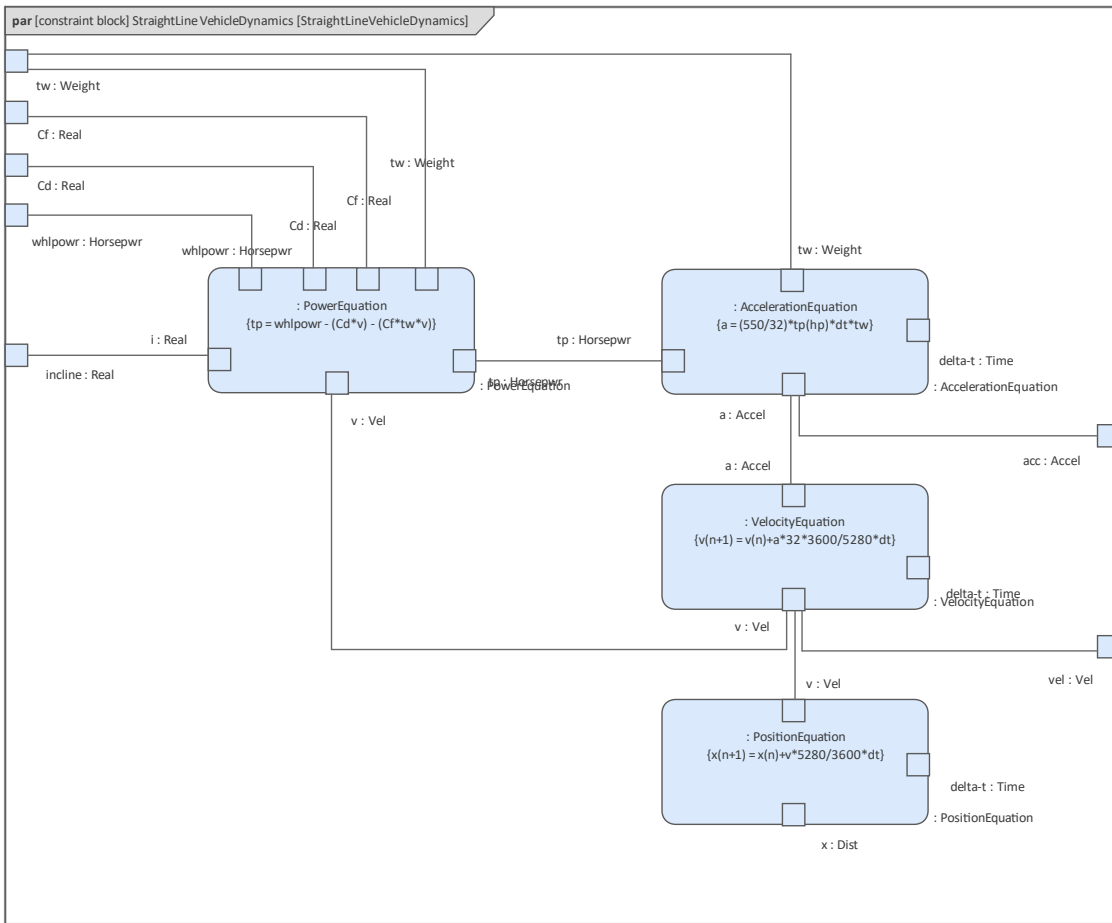 par [constraint block] StraightLineVehicleDynamics [StraightLineVehicleDynamics]
tw : Weight
Cf : Real
tw : Weight
Cd : Real
Cf : Real
Cd : Real
whlpowr : Horsepwr
whlpowr : Horsepwr
tw : Weight
: PowerEquation
{tp = whlpowr - (Cd*v) - (Cf*tw*v)}
: AccelerationEquation
{a = (550/32)*tp(hp)*dt*tw}
i : Real
tp : Horsepwr
delta-t : Time
incline : Real
tp : Horsepwr
: PowerEquation
: AccelerationEquation
v : Vel
a : Accel
acc : Accel
a : Accel
: VelocityEquation
{v(n+1) = v(n)+a*32*3600/5280*dt}
delta-t : Time
: VelocityEquation
v : Vel
vel : Vel
v : Vel
: PositionEquation
{x(n+1) = x(n)+v*5280/3600*dt}
delta-t : Time
: PositionEquation
x : Dist